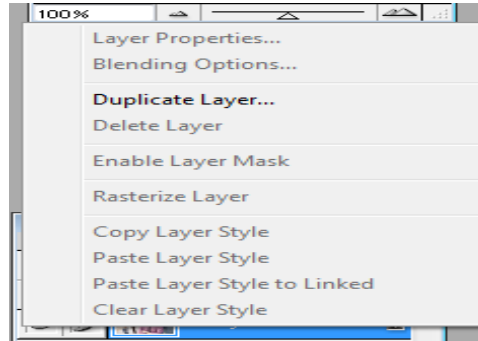 100%
Layer Properties...
Blending Options...
Duplicate Layer...
Delete Layer
Enable Layer Mask
Rasterize Layer
Copy Layer Style
Paste Layer Style
Paste Layer Style to Linked
Clear Layer Style